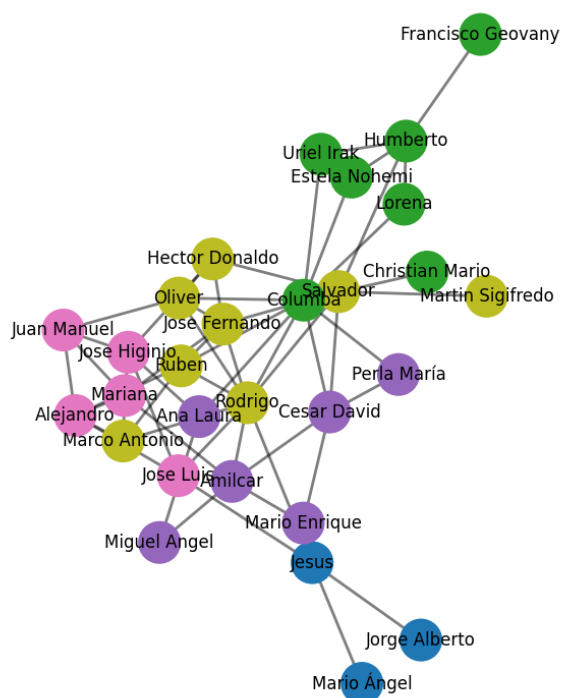 Francisco Geovany
Humberto
Uriel Irak
Estela Nohemi
Lorena
Hector Donaldo
Christian Mario
Salvador
Martin Sigifredo
Columba
Oliver
Jose Fernando
Juan Manuel
Jose Higinio
Ruben
Perla María
Mariana
Rodrigo
Alejandro
Ana Laura
Cesar David
Marco Antonio
Jose Luis
Amilcar
Mario Enrique
Miguel Angel
Jesus
Jorge Alberto
Mario Ángel